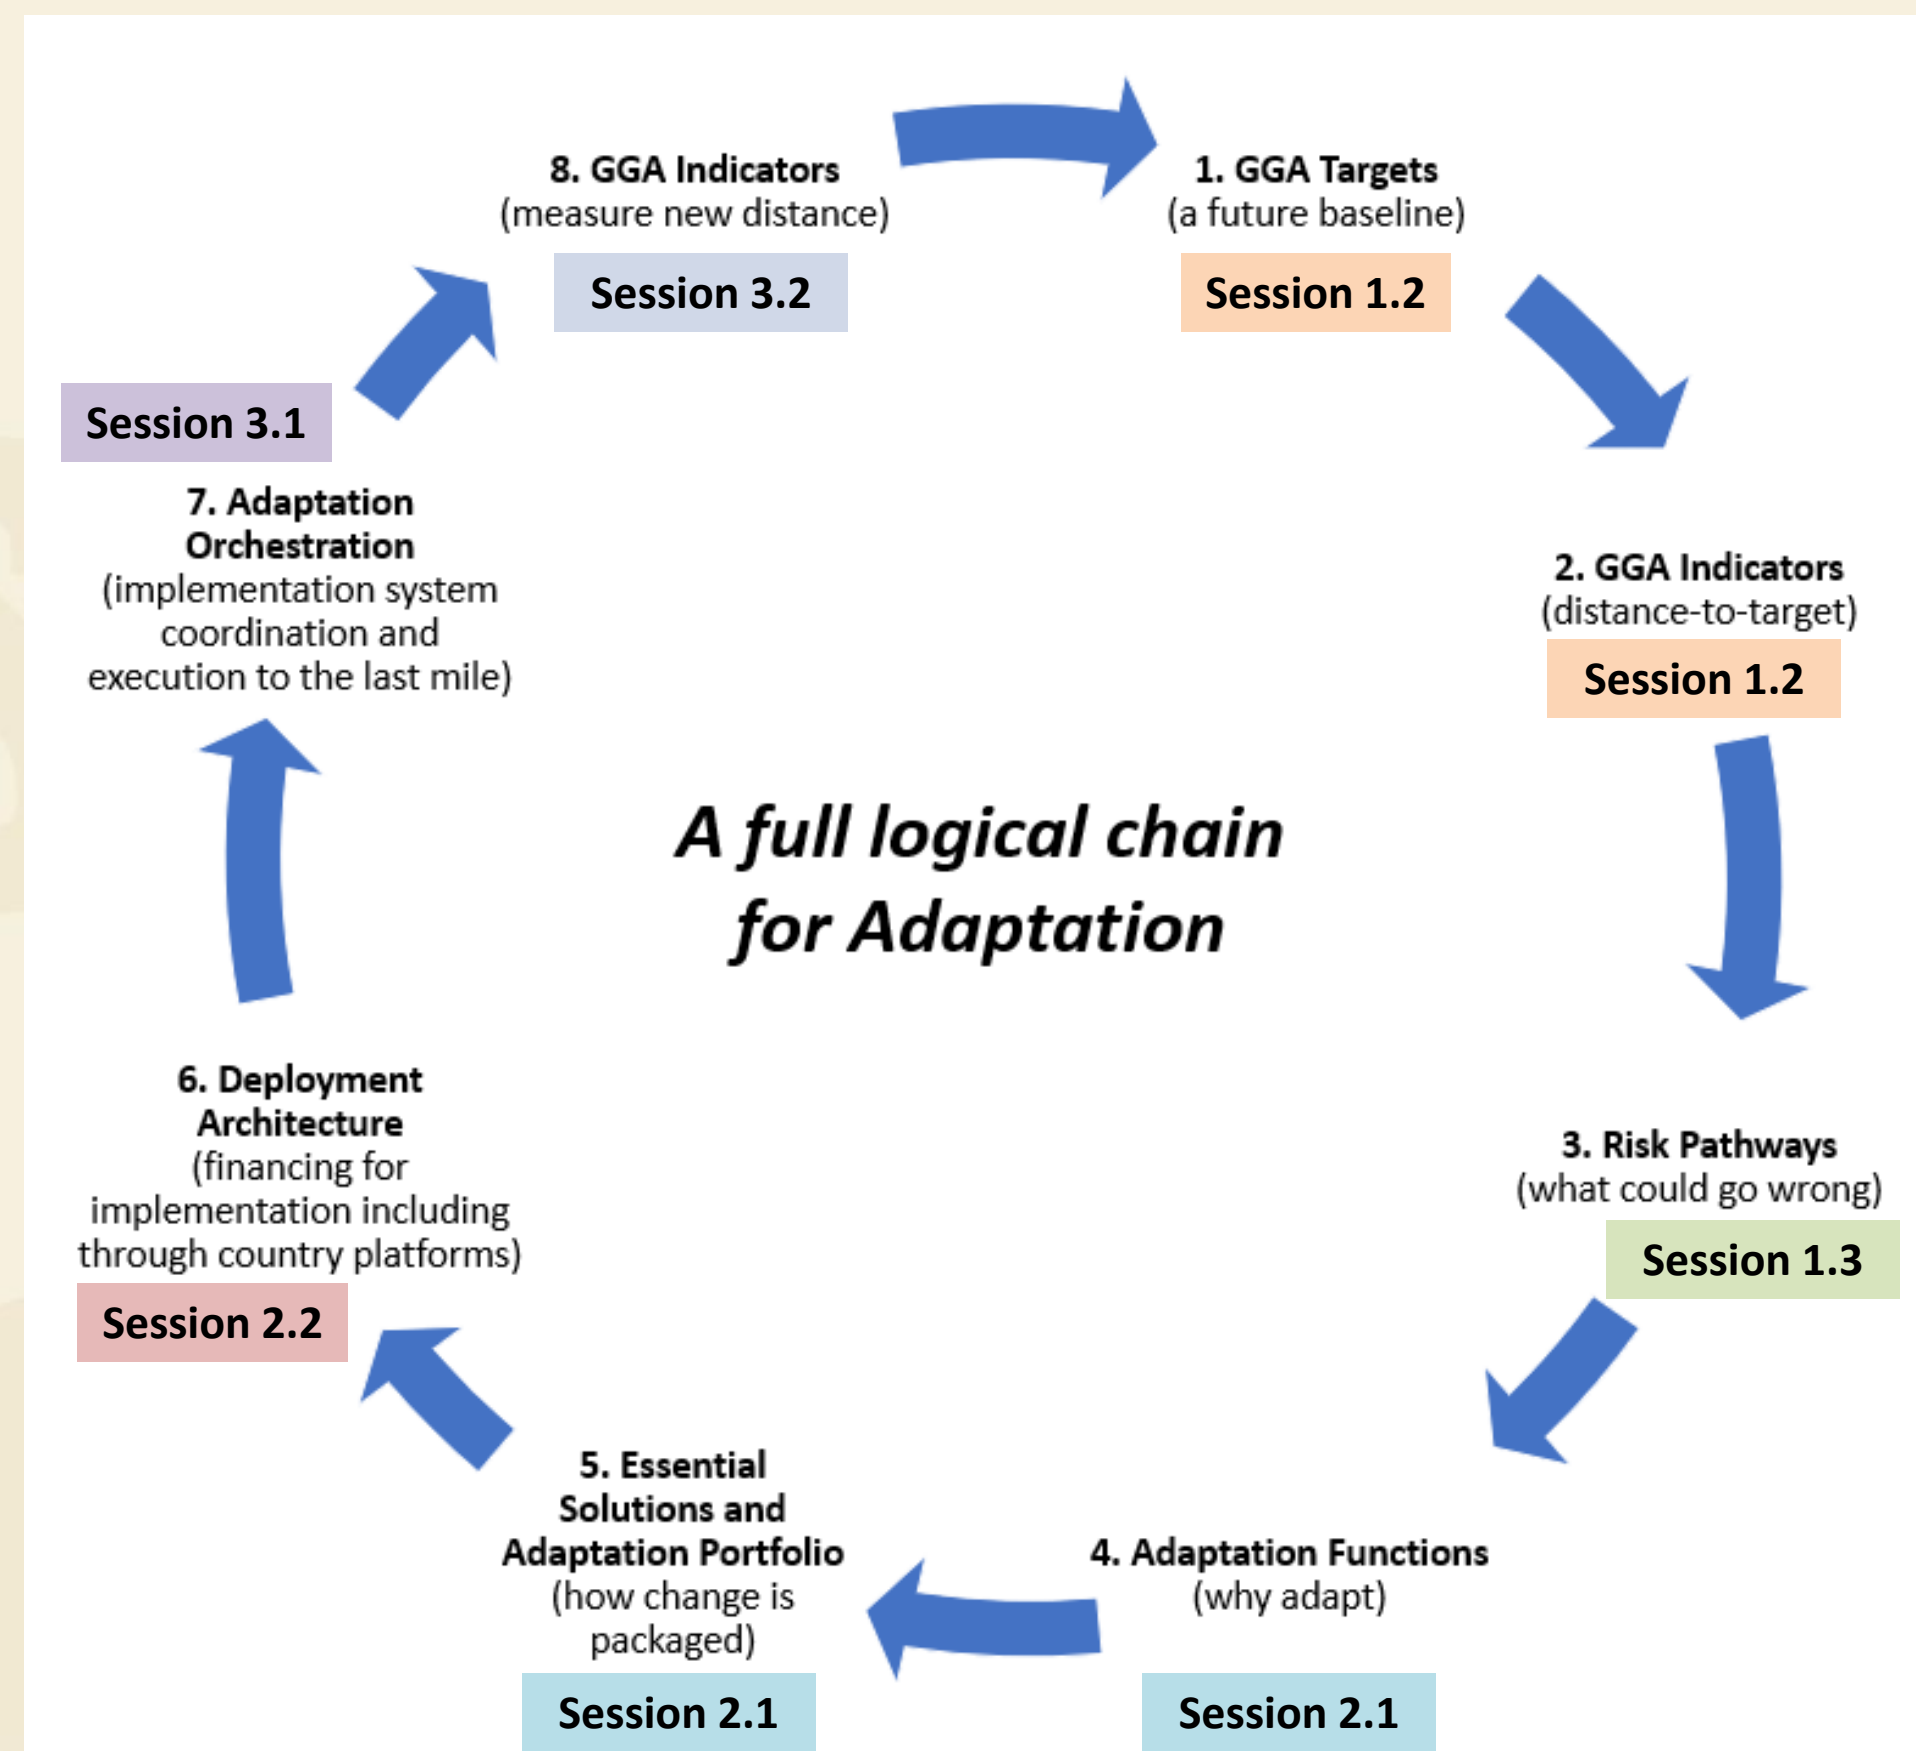 8. GGA Indicators
(measure new distance)
Session 3.2
1. GGA Targets
(a future baseline)
Session 1.2
2. GGA Indicators
(distance-to-target)
Session 1.2
3. Risk Pathways
(what could go wrong)
Session 1.3
4. Adaptation Functions
(why adapt)
Session 2.1
5. Essential
Solutions and
Adaptation Portfolio
(how change is
packaged)
Session 2.1
6. Deployment
Architecture
(financing for
implementation including
through country platforms)
Session 2.2
Session 3.1
7. Adaptation
Orchestration
(implementation system
coordination and
execution to the last mile)
A full logical chain
for Adaptation